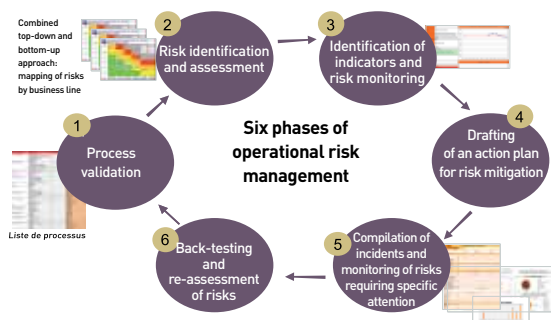 Combined
top-down and
bottom-up
approach:
mapping of risks
by business line
2
Risk identification
and assessment
3
Identification of
indicators and
risk monitoring
1
Process
validation
Six phases of
operational risk
management
4
Drafting
of an action plan
for risk mitigation
Liste de processus
6
Back-testing
and
re-assessment
of risks
5
Compilation of
incidents and
monitoring of risks
requiring specific
attention